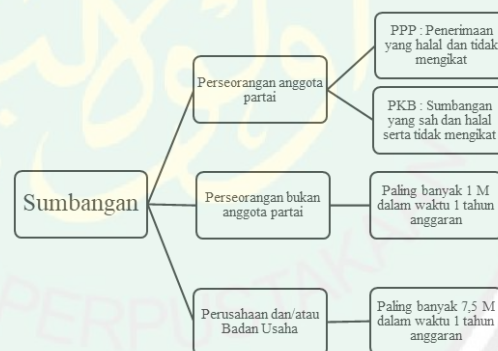 Sumbangan
Perseorangan anggota
partai
PPP : Penerimaan
yang halal dan tidak
mengikat
PKB : Sumbangan
yang sah dan halal
serta tidak mengikat
Perseorangan bukan
anggota partai
Paling banyak 1 M
dalam waktu 1 tahun
anggaran
Perusahaan dan/atau
Badan Usaha
Paling banyak 7,5 M
dalam waktu 1 tahun
anggaran